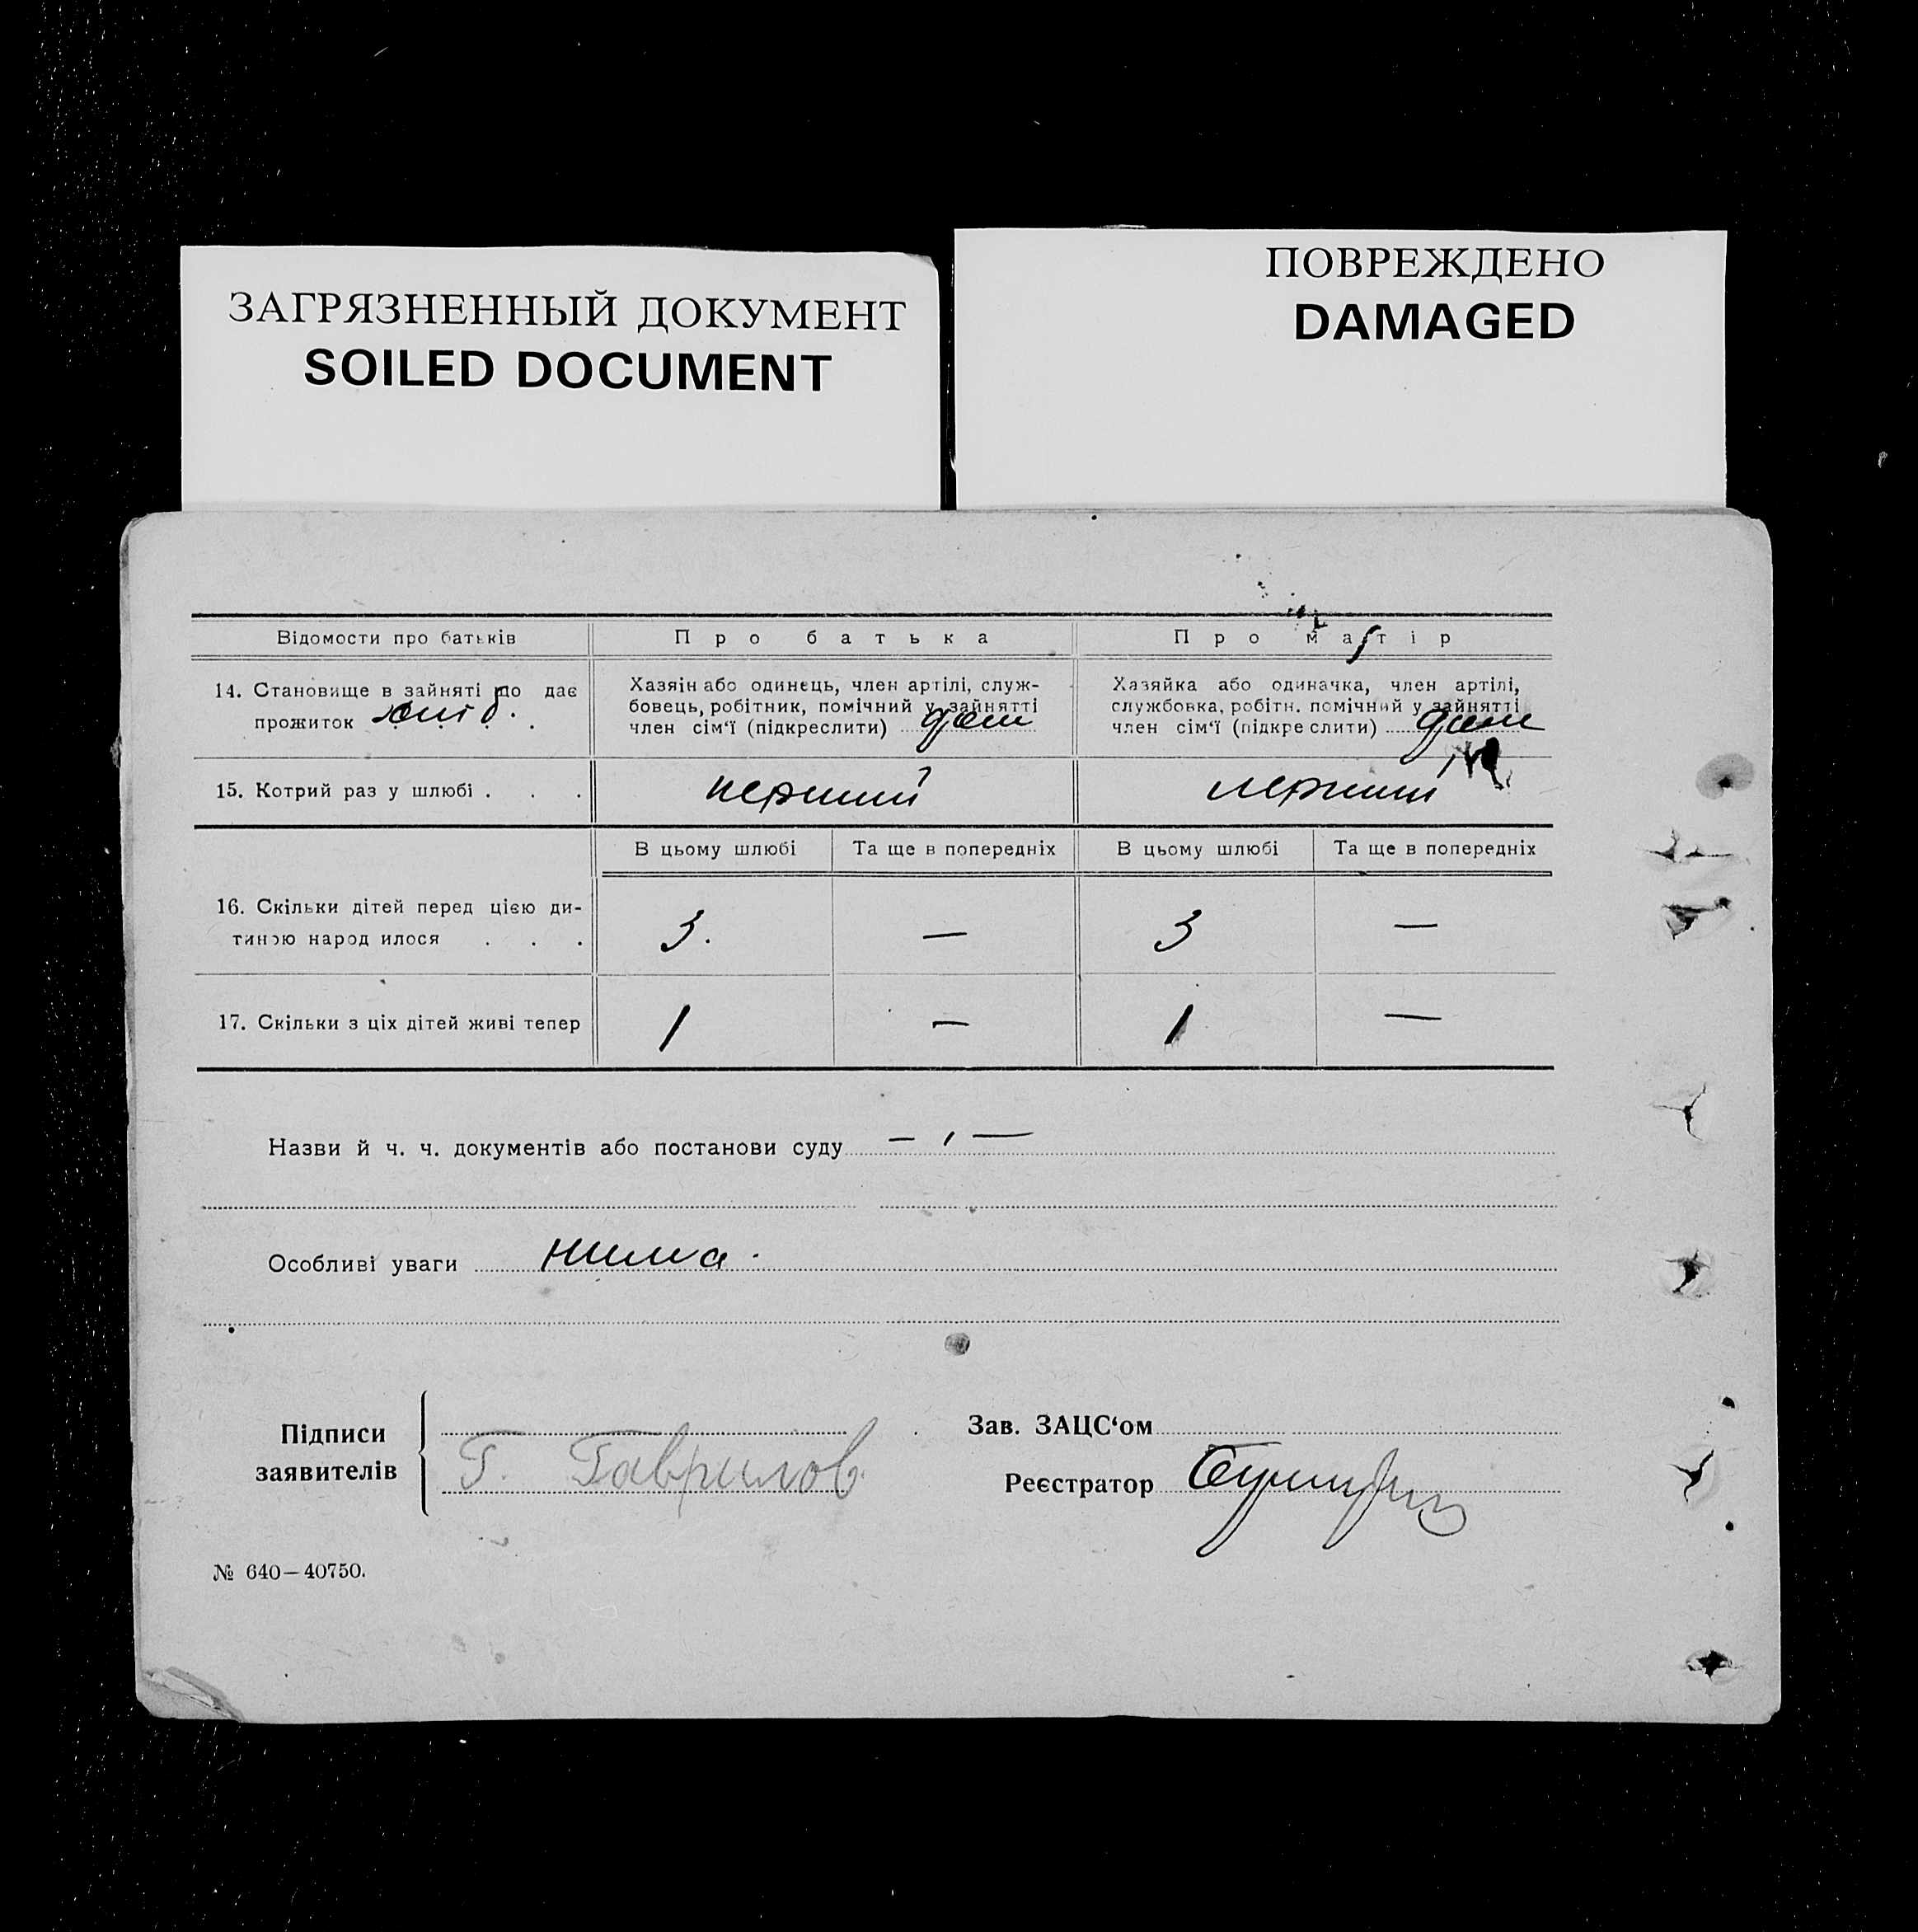 ЗАГРЯЗНЕННЫЙ ДОКУМЕНТ
SOILED DOCUMENT
ПОВРЕЖДЕНО
DAMAGED
Відомости про батьків
Про батька
Про матір
14. Становище в зайняті що дає
прожиток . . . .
Хазяін або одинець, член артілі, служ-
бовець, робітник, помічний у зайнятті
член сім‘ї (підкреслити)
Хазяйка або одиначка, член артілі,
службовка, робітн. помічний у зайнятті
член сім‘ї (підкреслити)
15. Котрий раз у шлюбі . . .
перший
перший
В цьому шлюбі
Та ще в попередніх
В цьому шлюбі
Та ще в попередніх
16. Скільки дітей перед цією ди-
тиною народилося . . .
3. — 3 —
17. Скільки з ціх дітей живі тепер
1 — 1 —
Назви й ч. ч. документів або постанови суду — , —
Особливі уваги нима.
Підписи
заявителів
Г. Гаврилов
Зав. ЗАЦС‘ом
Реєстратор
№ 640—40750.